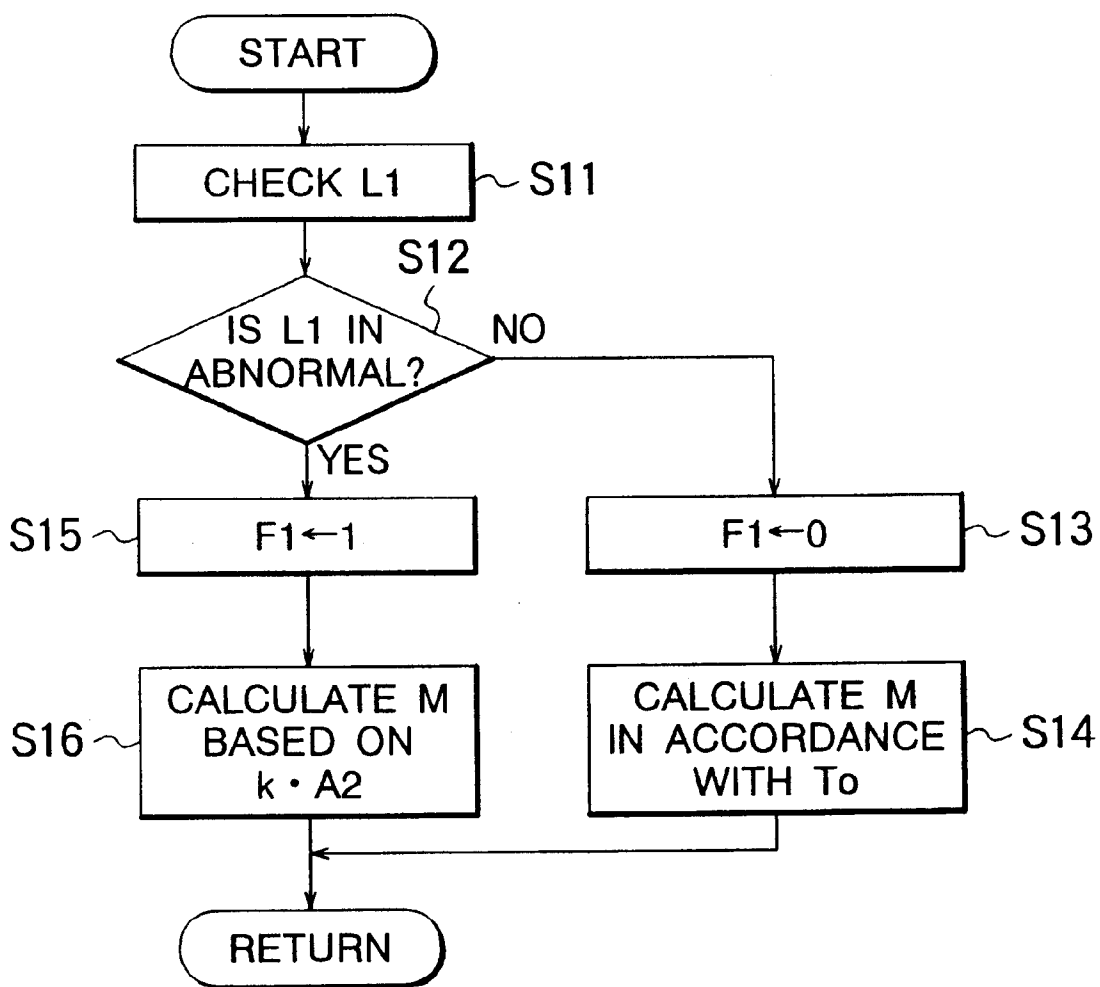 START
CHECK L1
S11
S12
IS L1 IN
ABNORMAL?
NO
YES
S15
F1←1
F1←0
S13
S16
CALCULATE M
BASED ON
k・A2
CALCULATE M
IN ACCORDANCE
WITH To
S14
RETURN